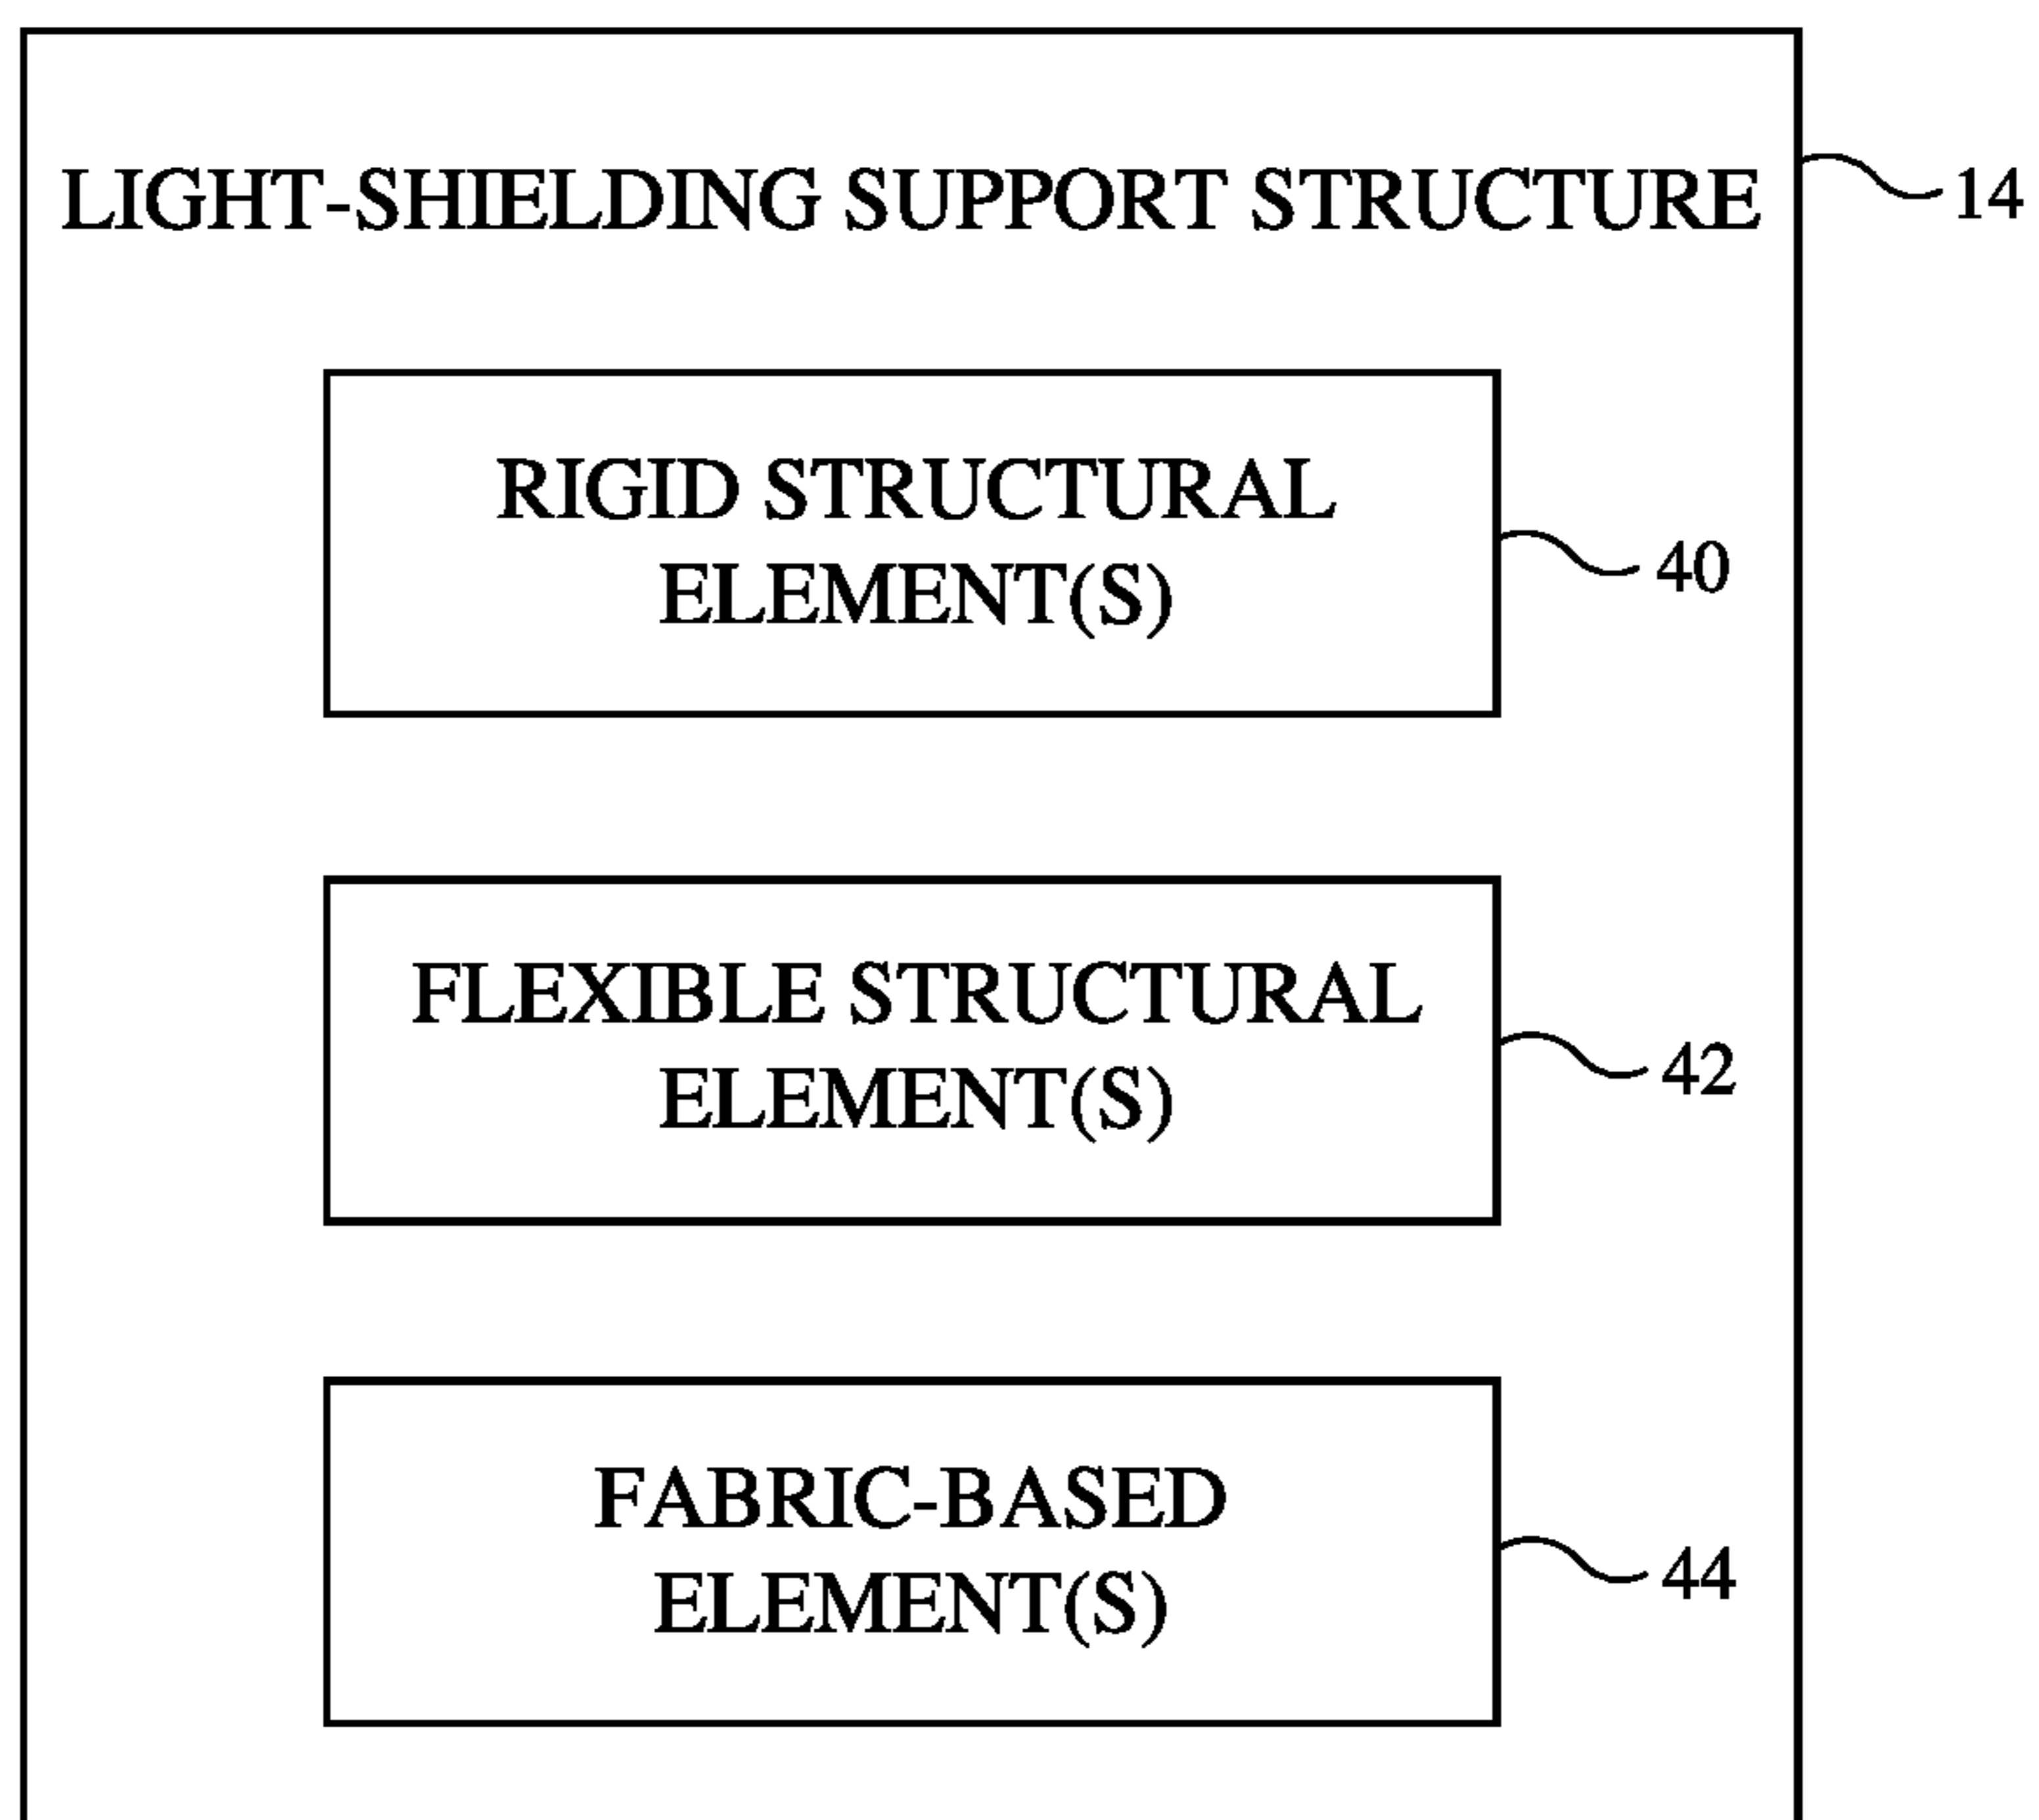 LIGHT-SHIELDING SUPPORT STRUCTURE
14
RIGID STRUCTURAL
ELEMENT(S)
40
FLEXIBLE STRUCTURAL
ELEMENT(S)
42
FABRIC-BASED
ELEMENT(S)
44